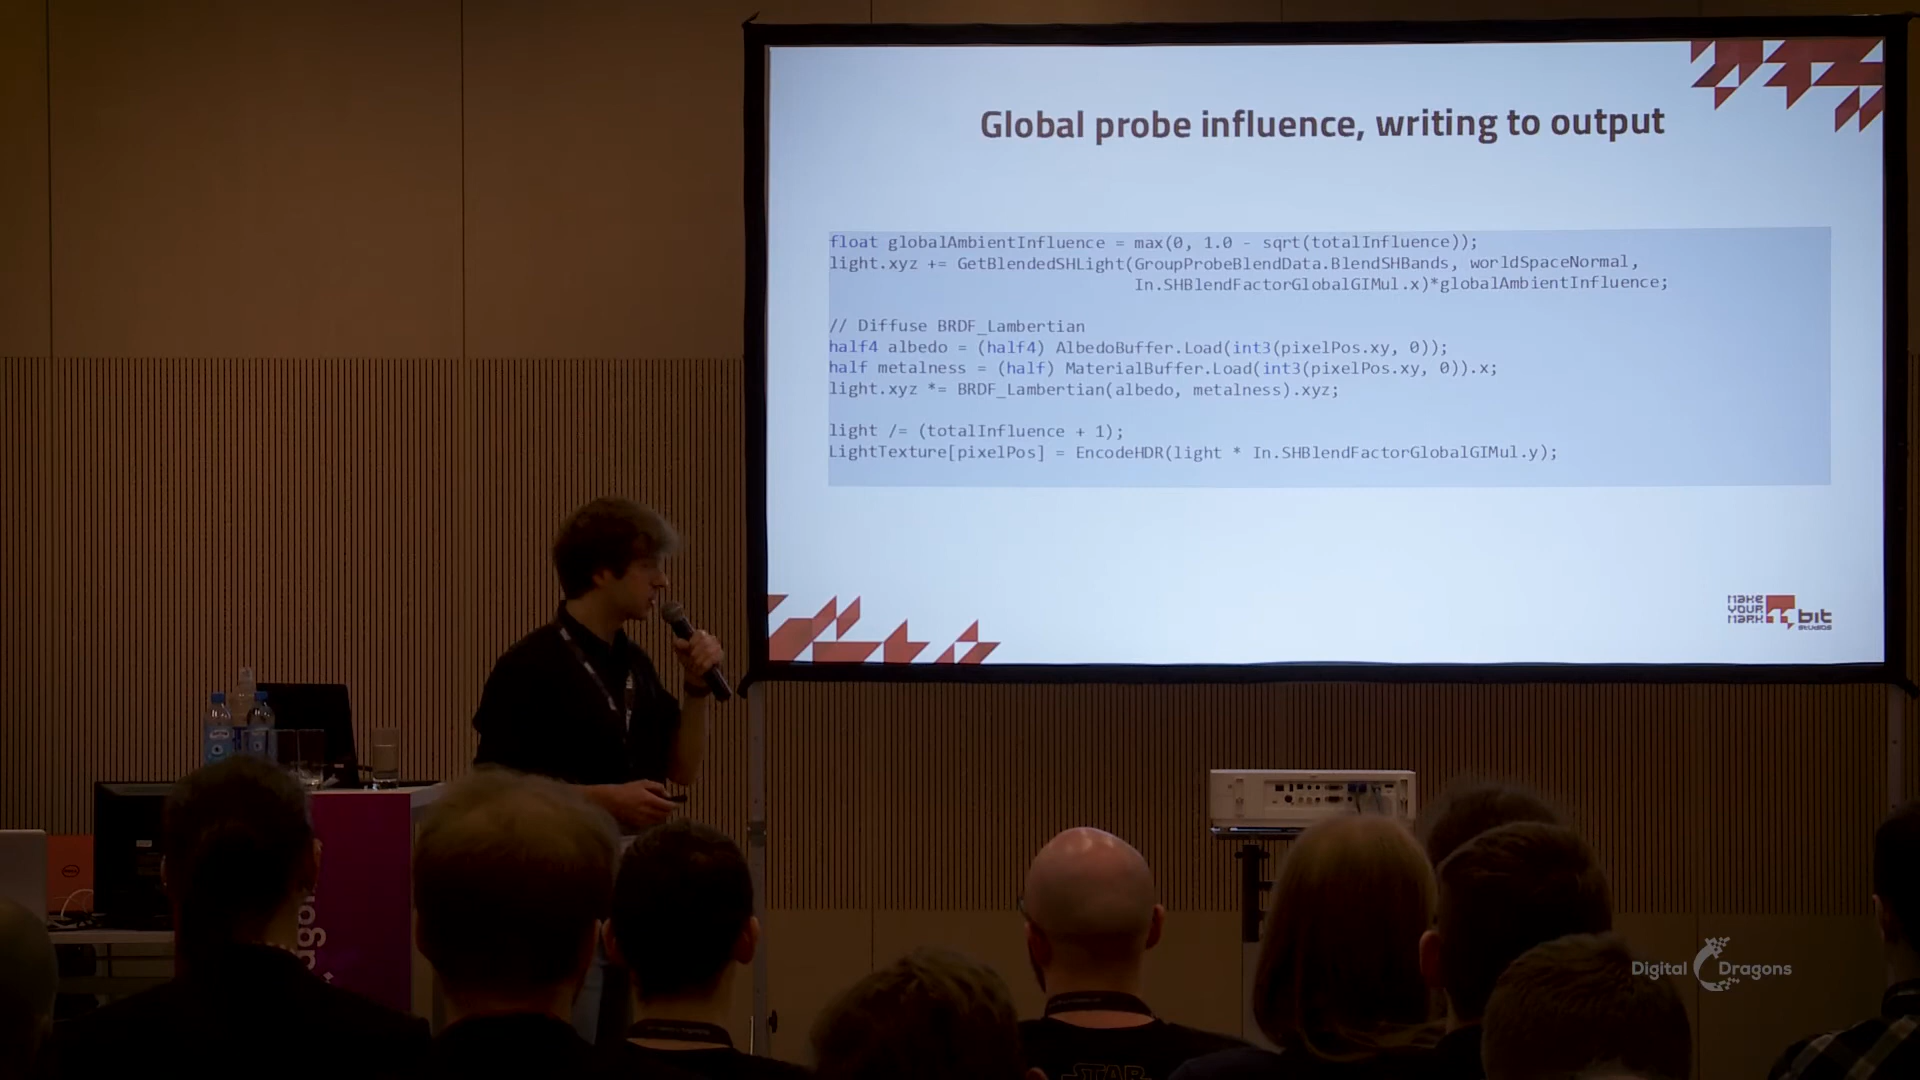 Global probe influence, writing to output
float globalAmbientInfluence = max(0, 1.0 - sqrt(totalInfluence));
light.xyz += GetBlendedSHLight(GroupProbeBlendData.BlendSHBands, worldSpaceNormal,
In.SHBlendFactorGlobalGIMul.x)*globalAmbientInfluence;
// Diffuse BRDF_Lambertian
half4 albedo = (half4) AlbedoBuffer.Load(int3(pixelPos.xy, 0));
half metalness = (half) MaterialBuffer.Load(int3(pixelPos.xy, 0)).x;
light.xyz *= BRDF_Lambertian(albedo, metalness).xyz;
light /= (totalInfluence + 1);
LightTexture[pixelPos] = EncodeHDR(light * In.SHBlendFactorGlobalGIMul.y);
MAKE
YOUR
MARK
11 bit
STUDIOS
Digital Dragons
STAR